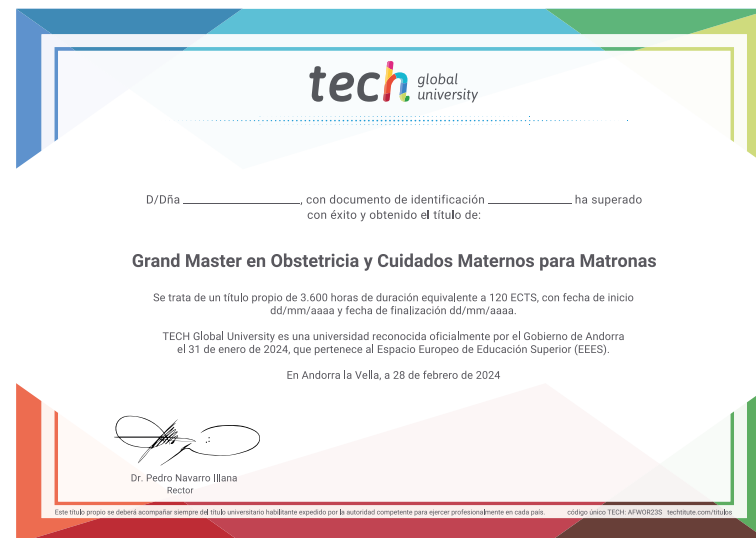 tech global university
D/Dña ____________________, con documento de identificación ______________ ha superado
con éxito y obtenido el título de:
Grand Master en Obstetricia y Cuidados Maternos para Matronas
Se trata de un título propio de 3.600 horas de duración equivalente a 120 ECTS, con fecha de inicio
dd/mm/aaaa y fecha de finalización dd/mm/aaaa.
TECH Global University es una universidad reconocida oficialmente por el Gobierno de Andorra
el 31 de enero de 2024, que pertenece al Espacio Europeo de Educación Superior (EEES).
En Andorra la Vella, a 28 de febrero de 2024
Dr. Pedro Navarro Illana
Rector
Este título propio se deberá acompañar siempre del título universitario habilitante expedido por la autoridad competente para ejercer profesionalmente en cada país. código único TECH: AFWOR23S techtitute.com/titulos